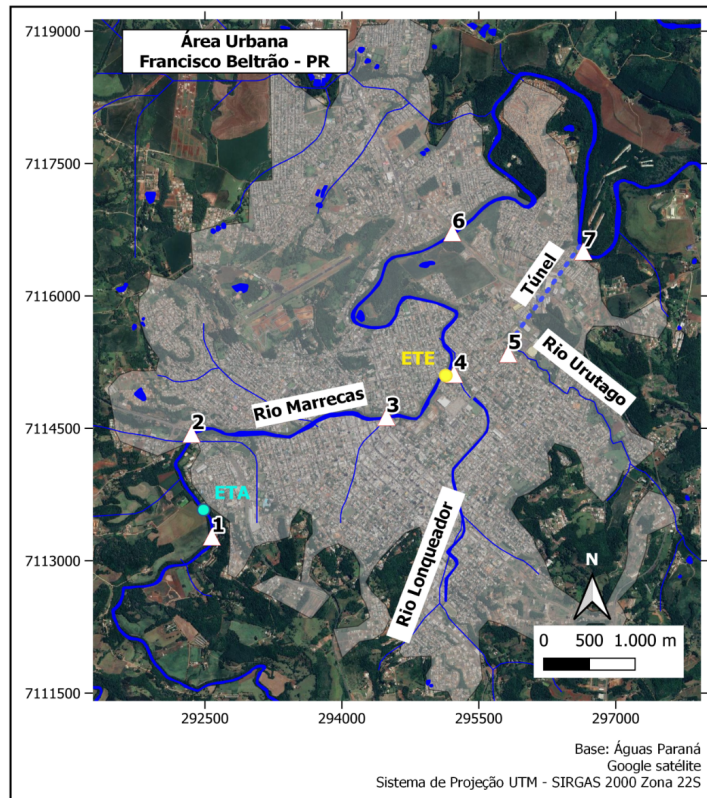 Área Urbana
Francisco Beltrão - PR
7119000
7117500
7116000
7114500
7113000
7111500
6
7
Túnel
5
Rio Urutago
ETE
4
Rio Marrecas
3
2
ETA
1
Rio Lonqueador
N
0 500 1.000 m
292500 294000 295500 297000
Base: Águas Paraná
Google satélite
Sistema de Projeção UTM - SIRGAS 2000 Zona 22S